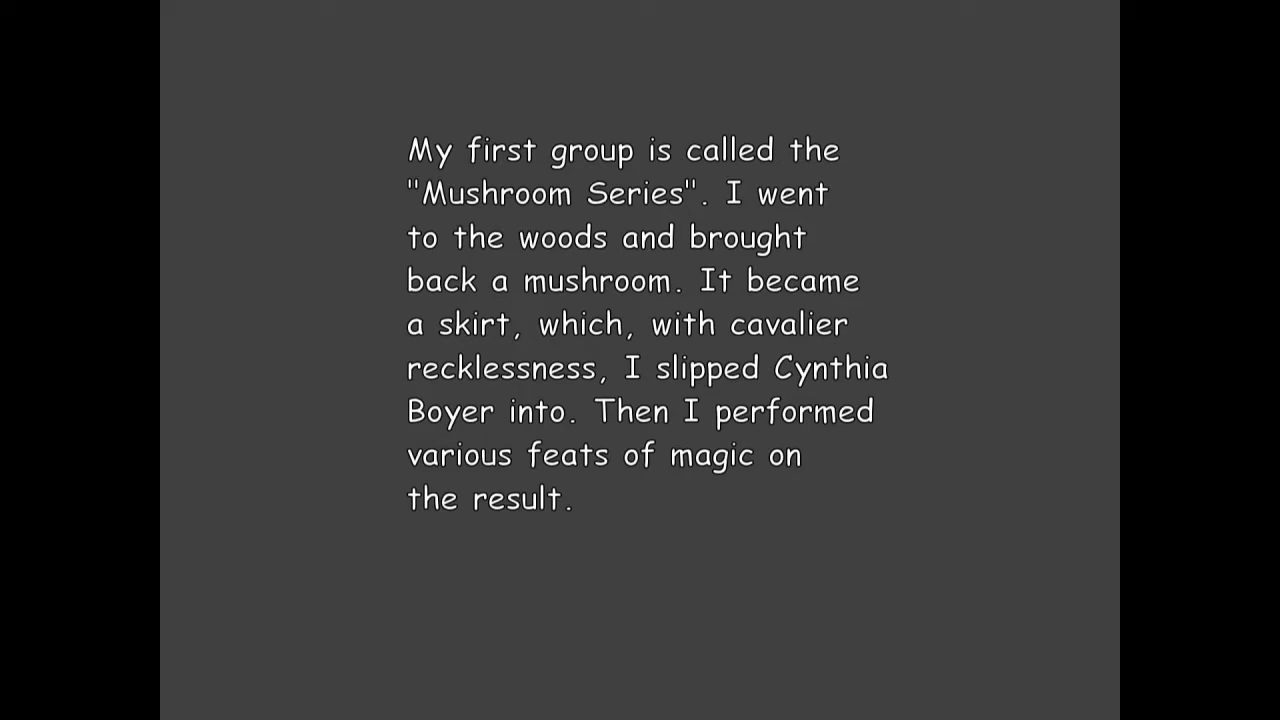 My first group is called the
"Mushroom Series". I went
to the woods and brought
back a mushroom. It became
a skirt, which, with cavalier
recklessness, I slipped Cynthia
Boyer into. Then I performed
various feats of magic on
the result.